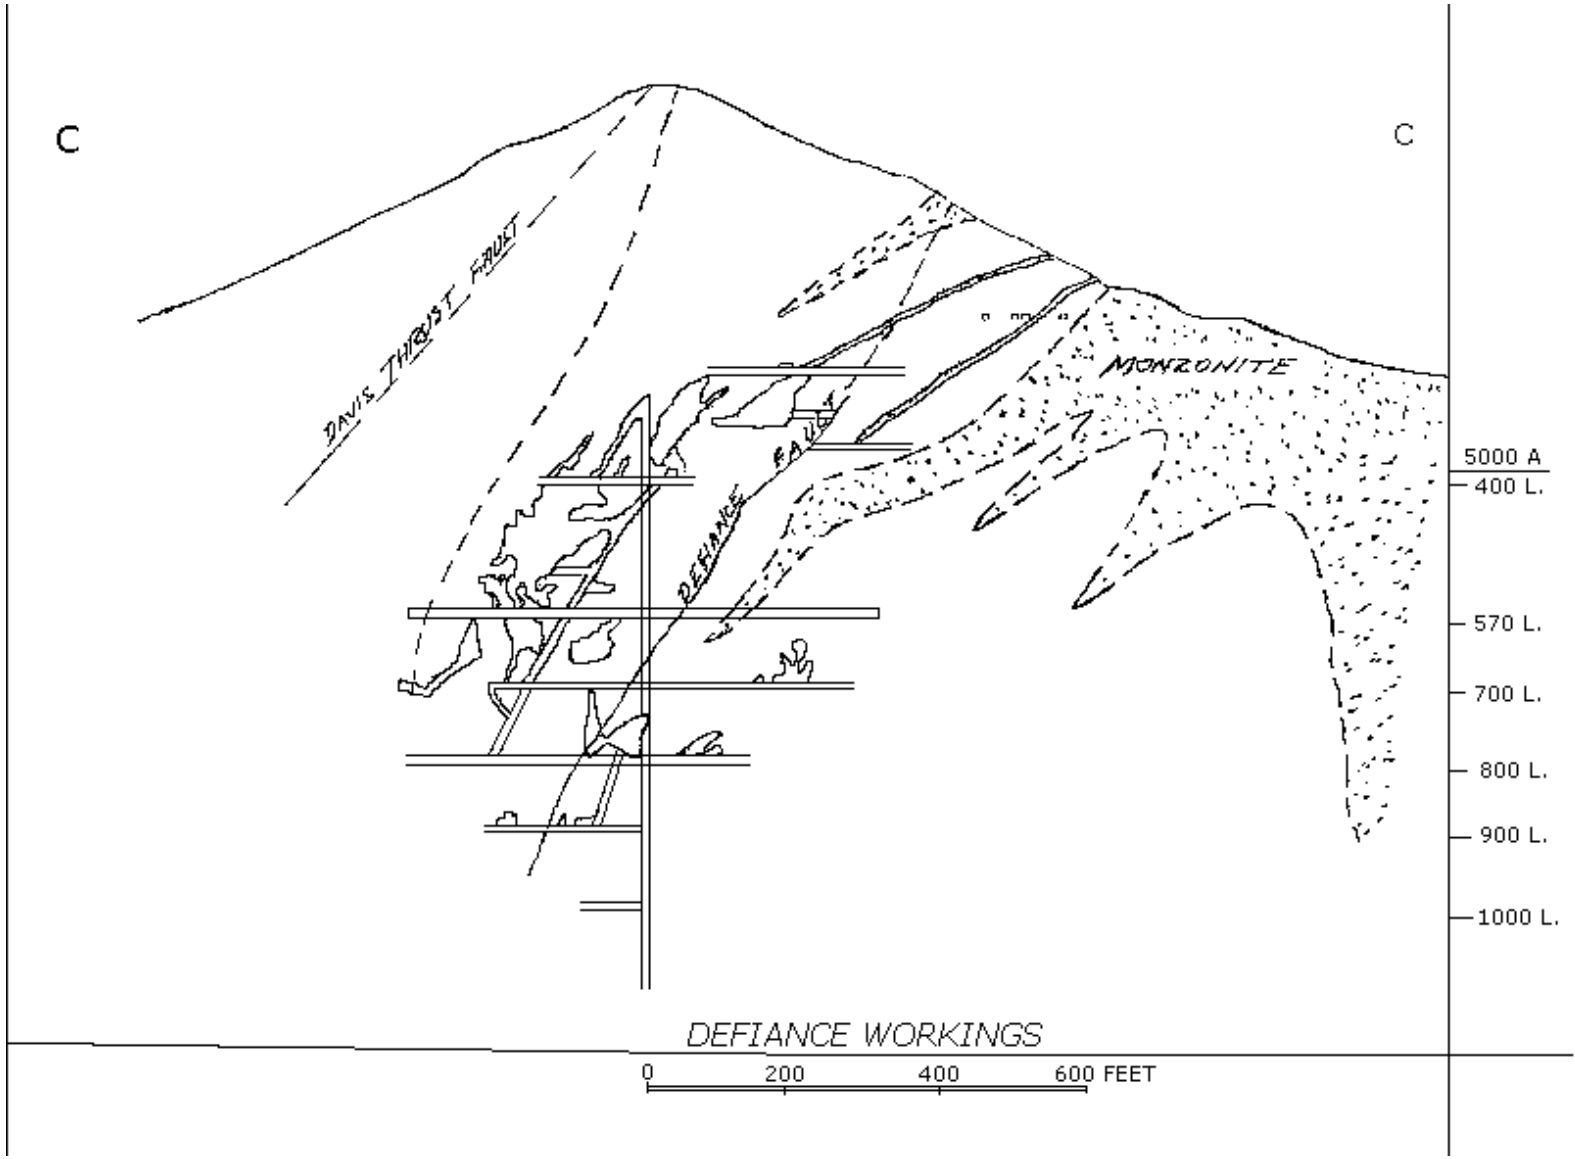 C
C
DAVIS THRUST FAULT
MONZONITE
DEFIANCE FAULT
5000 A
400 L.
570 L.
700 L.
800 L.
900 L.
1000 L.
DEFIANCE WORKINGS
0 200 400 600 FEET